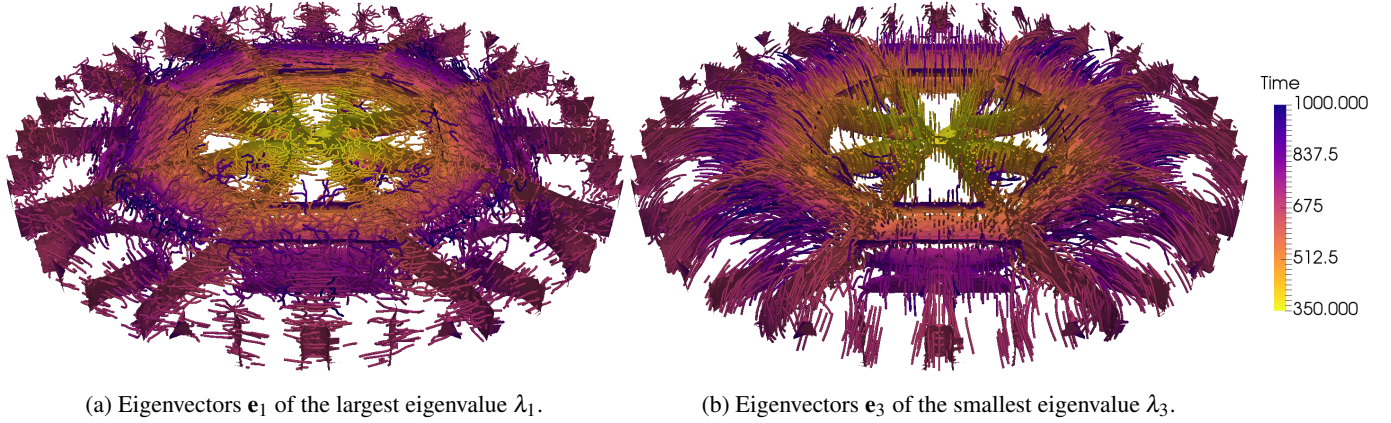 Time
1000.000
837.5
675
512.5
350.000
(a) Eigenvectors e₁ of the largest eigenvalue λ₁.
(b) Eigenvectors e₃ of the smallest eigenvalue λ₃.